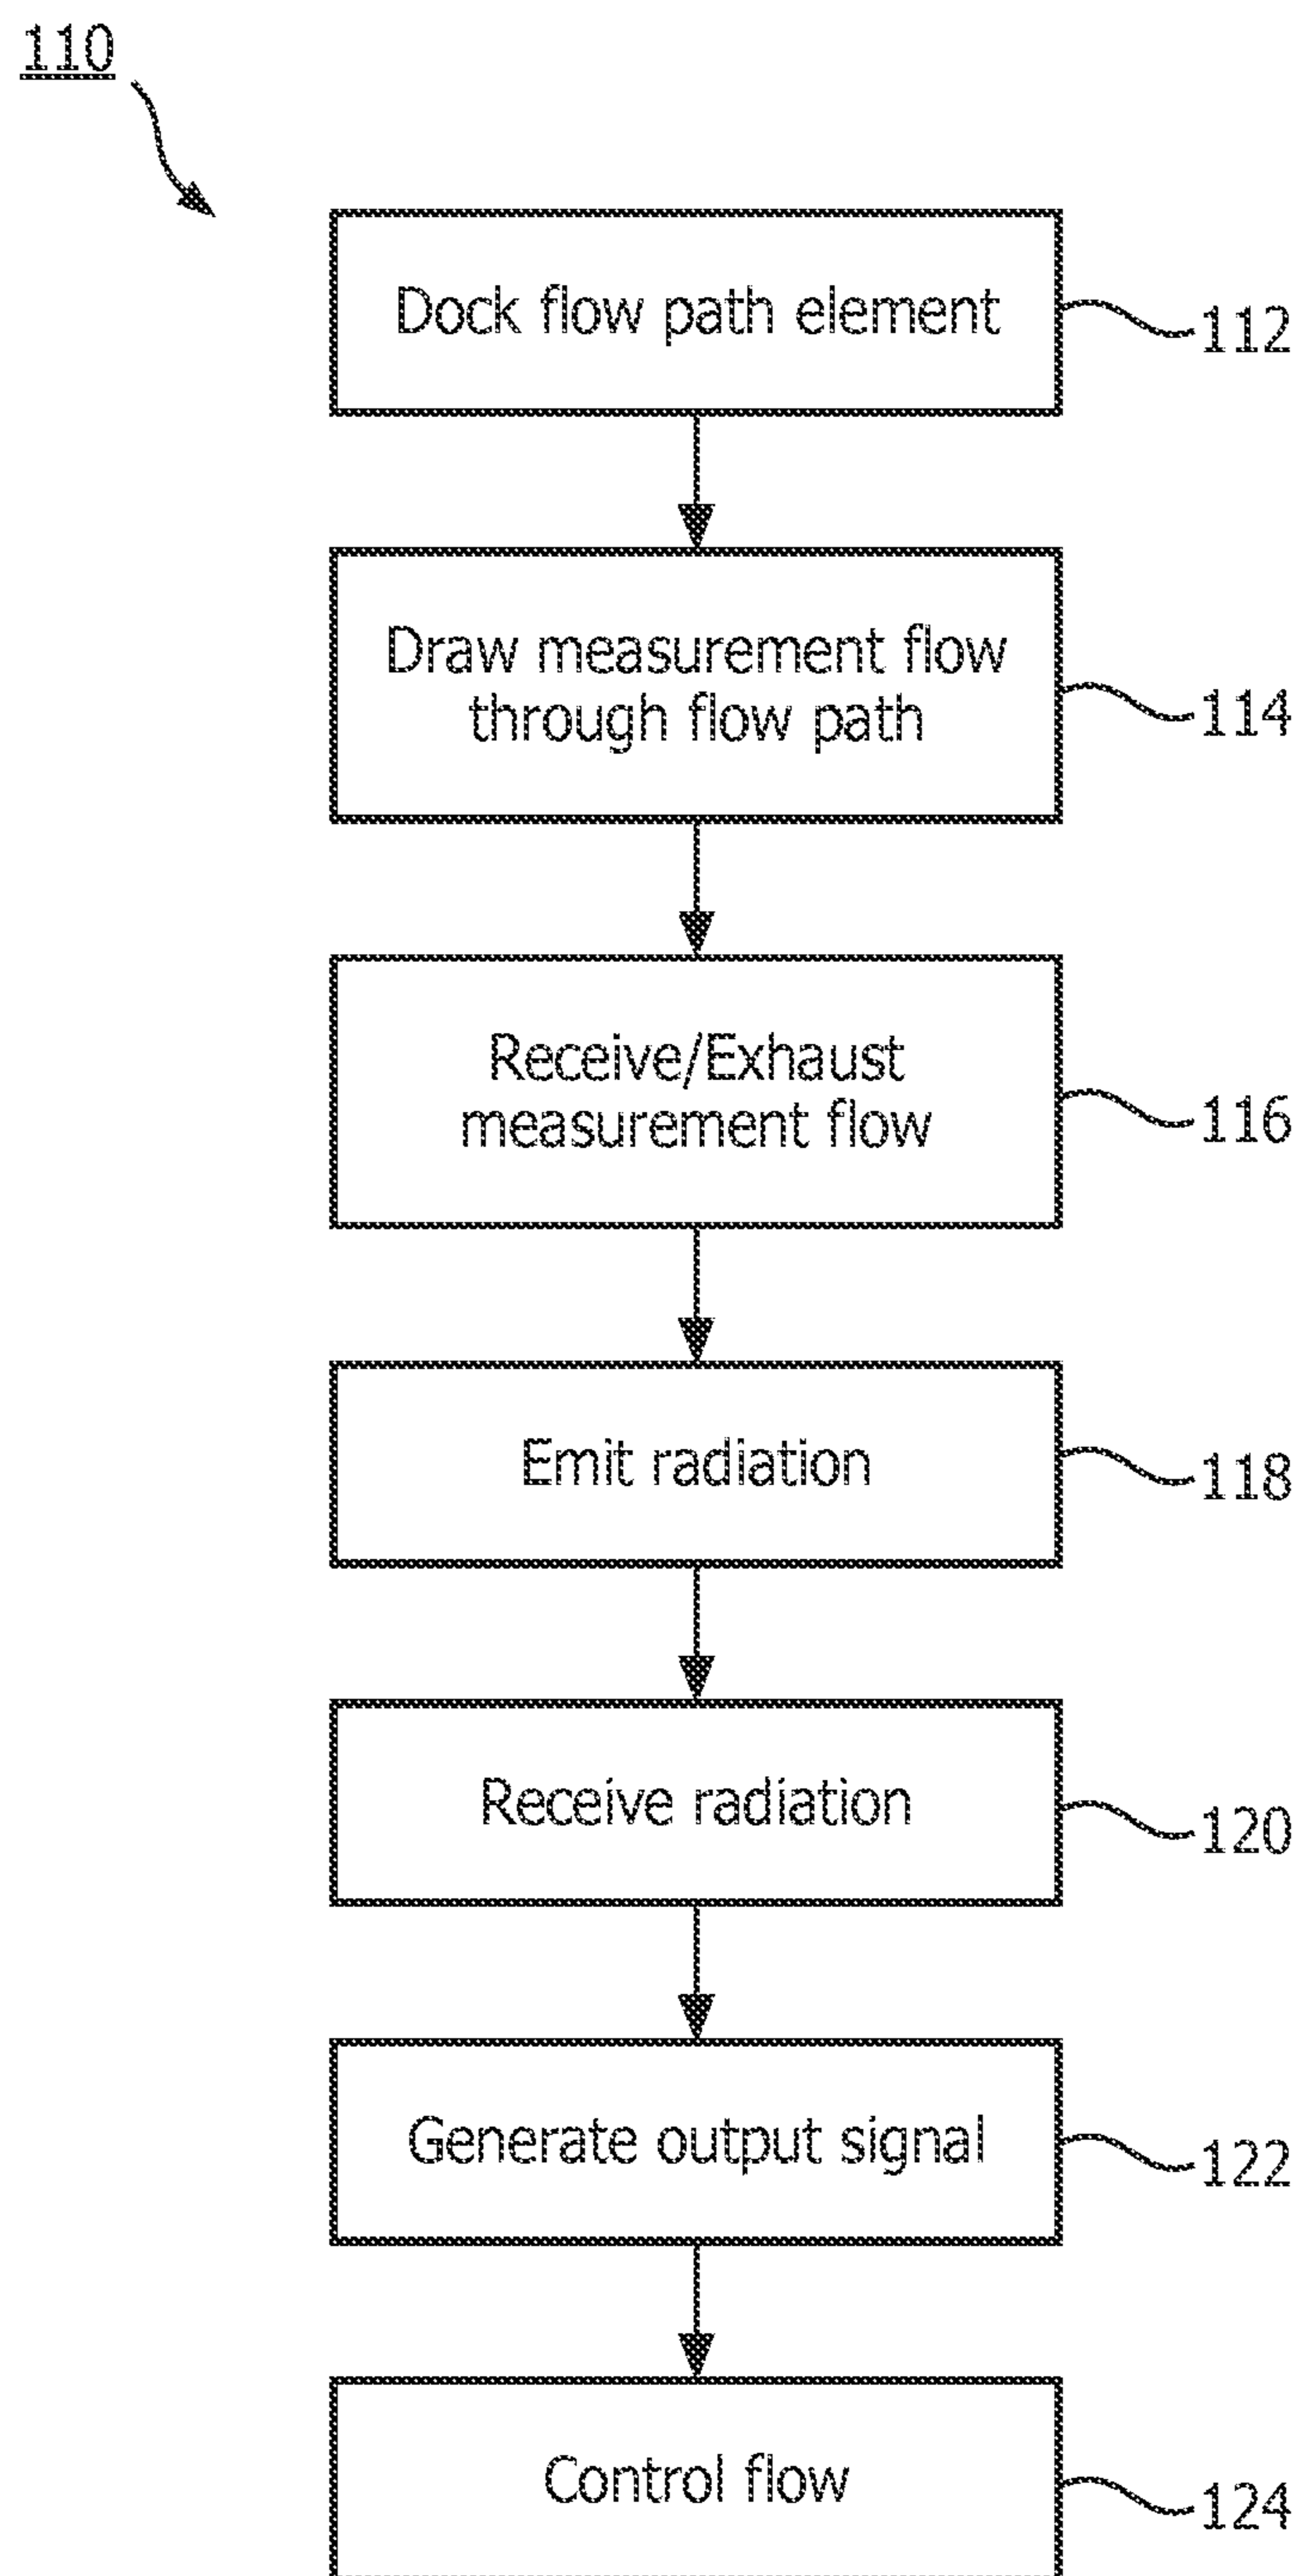 110
Dock flow path element
112
Draw measurement flow
through flow path
114
Receive/Exhaust
measurement flow
116
Emit radiation
118
Receive radiation
120
Generate output signal
122
Control flow
124